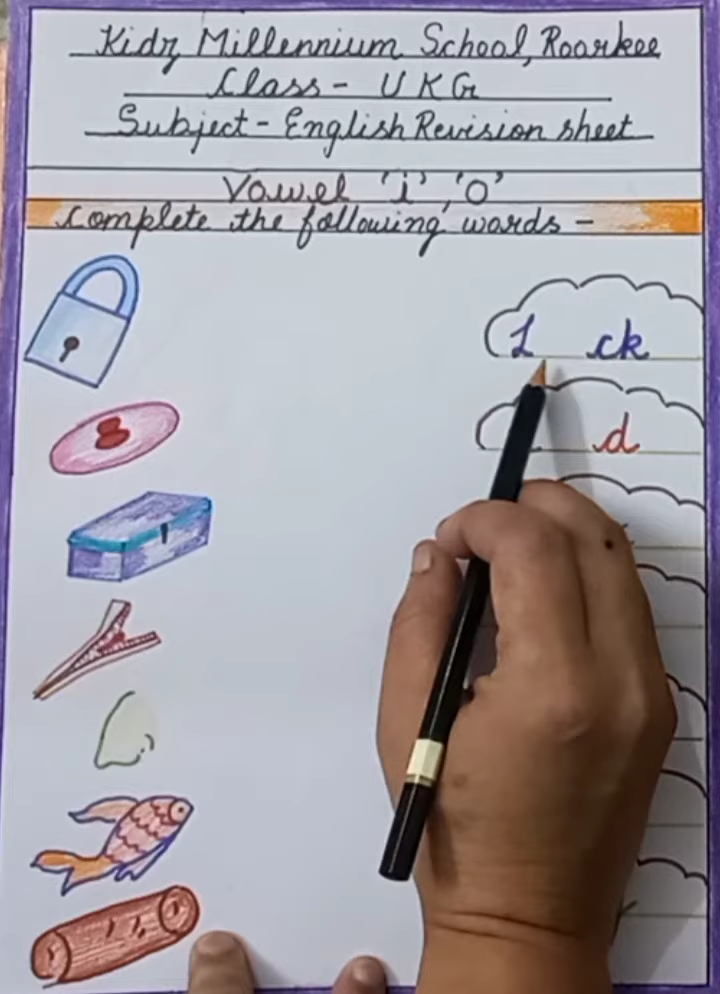 Kidz Millennium School, Roorkee
Class - UKG
Subject - English Revision sheet
Vowel 'i', 'o'
Complete the following words -
L ck
d